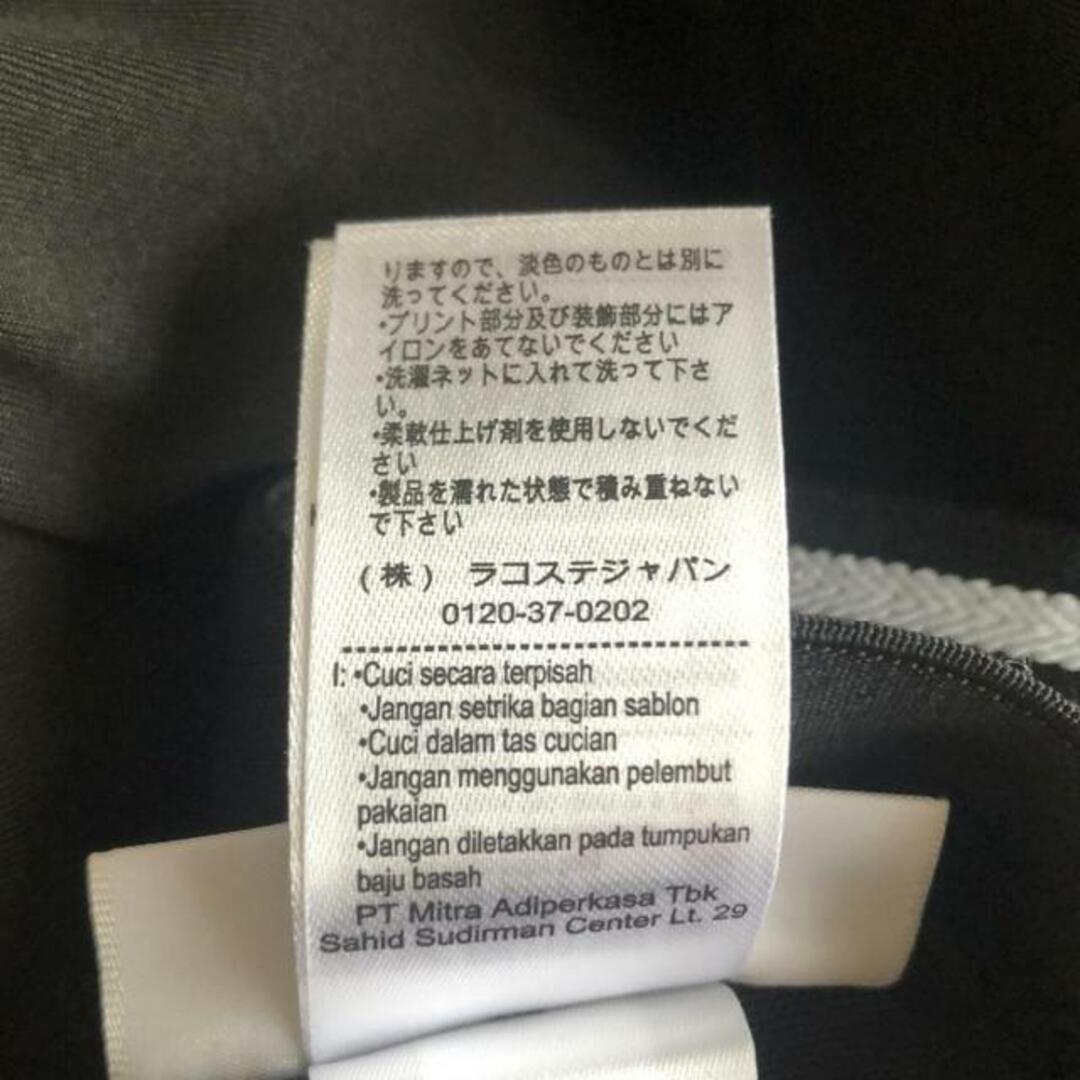 りますので、淡色のものとは別に
洗ってください。
•プリント部分及び装飾部分にはア
イロンをあてないでください
•洗濯ネットに入れて洗って下さ
い。
•柔軟仕上げ剤を使用しないでくだ
さい
•製品を濡れた状態で積み重ねない
で下さい
(株) ラコステジャパン
0120-37-0202
I: •Cuci secara terpisah
•Jangan setrika bagian sablon
•Cuci dalam tas cucian
•Jangan menggunakan pelembut
pakaian
•Jangan diletakkan pada tumpukan
baju basah
PT Mitra Adiperkasa Tbk
Sahid Sudirman Center Lt. 29